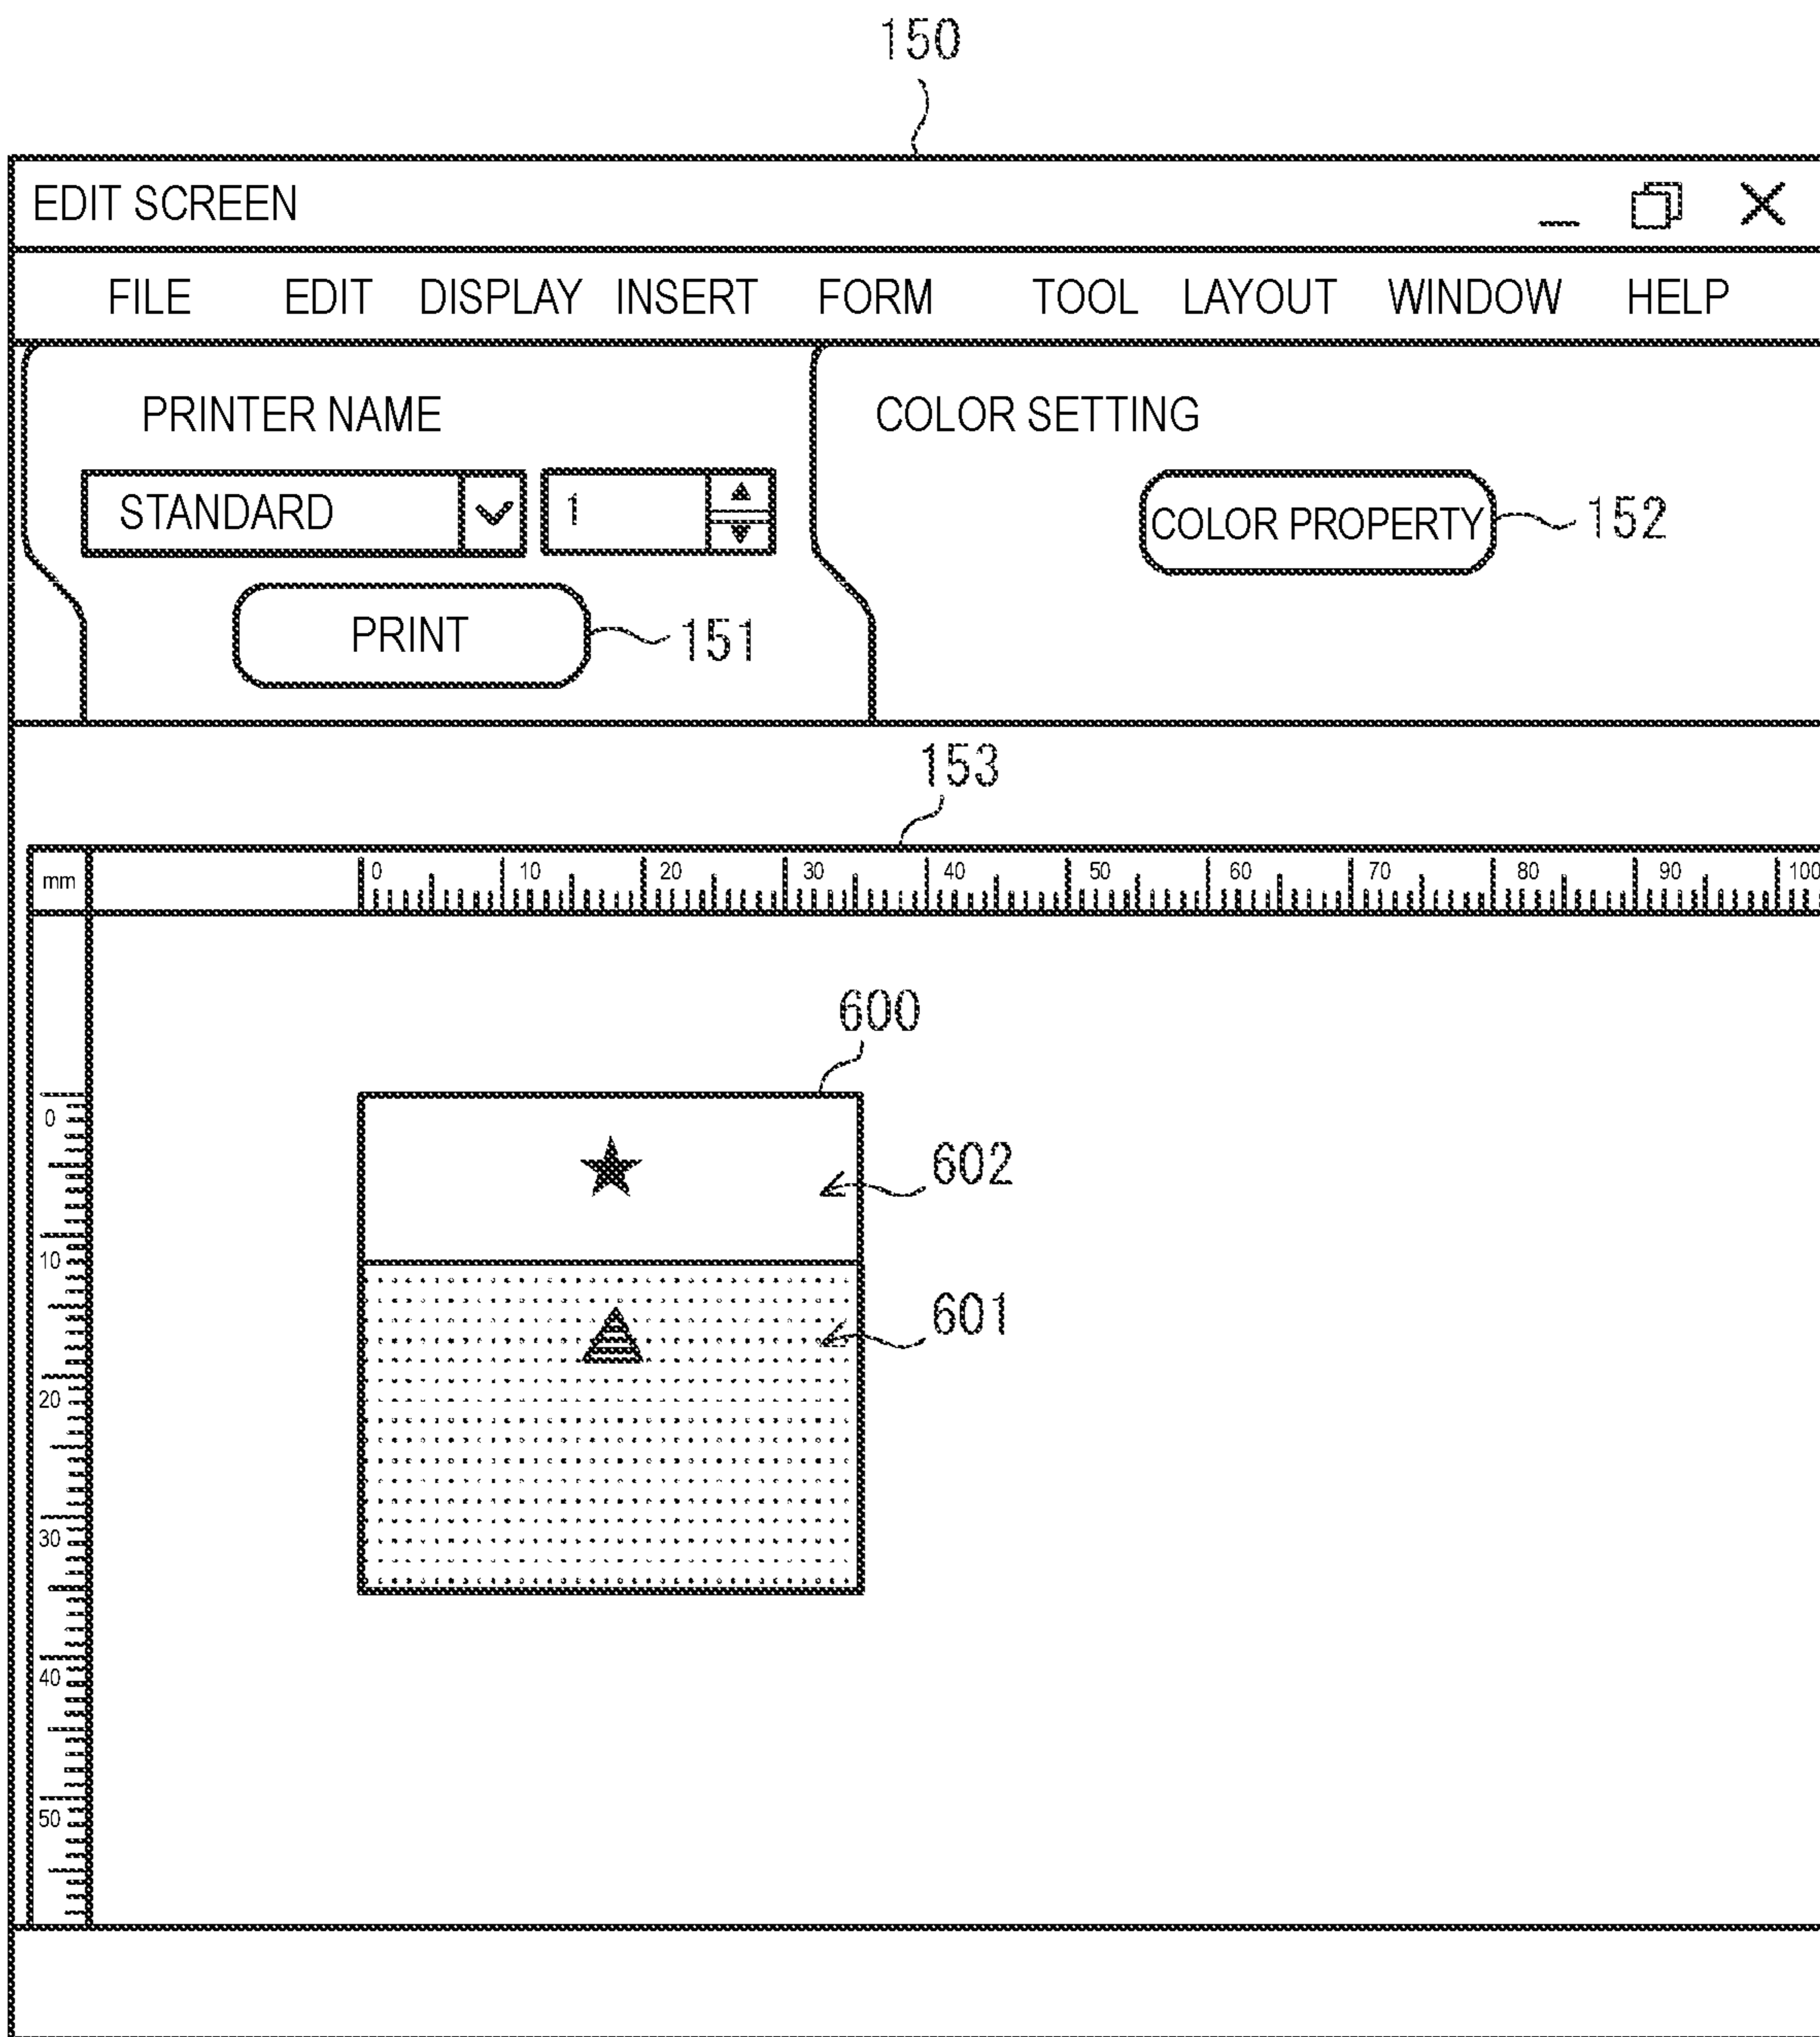 150
EDIT SCREEN
FILE EDIT DISPLAY INSERT FORM TOOL LAYOUT WINDOW HELP
PRINTER NAME COLOR SETTING
STANDARD 1 COLOR PROPERTY 152
PRINT 151
153
mm 0 10 20 30 40 50 60 70 80 90 100
600
0
602
10
601
20
30
40
50